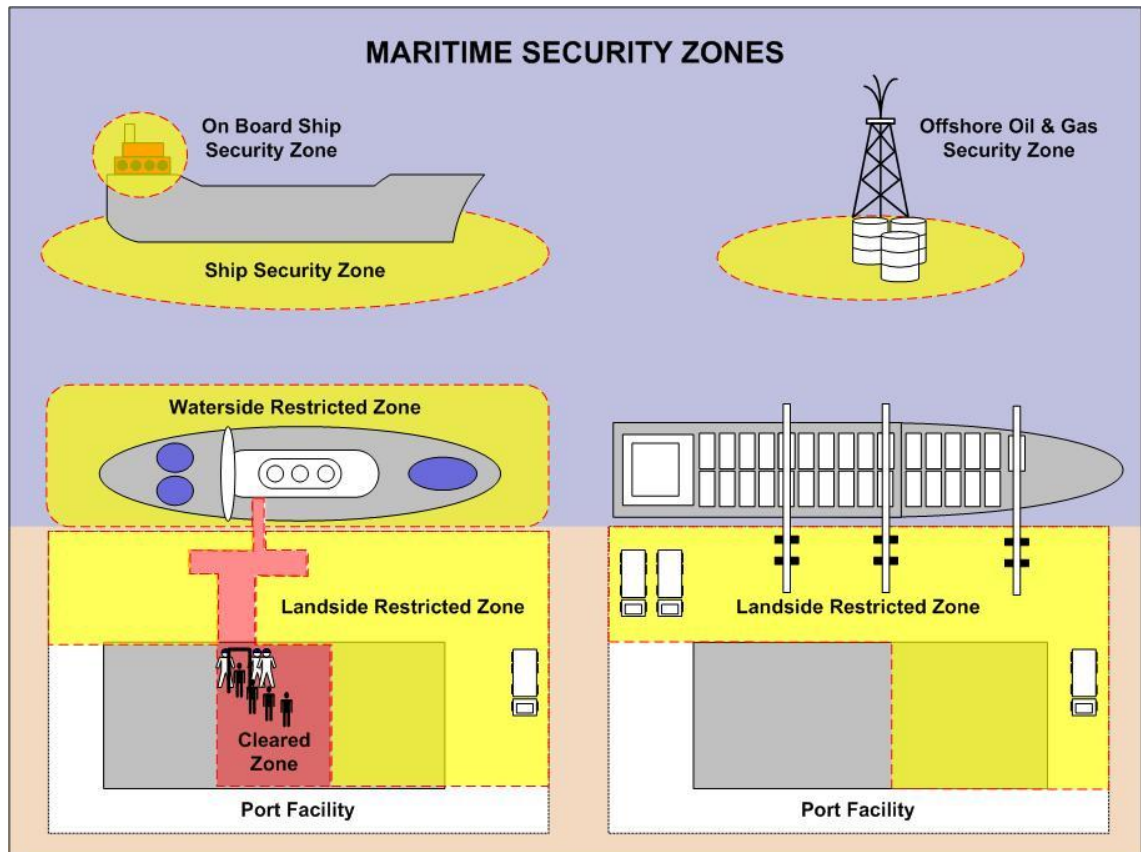 MARITIME SECURITY ZONES
On Board Ship
Security Zone
Offshore Oil & Gas
Security Zone
Ship Security Zone
Waterside Restricted Zone
Landside Restricted Zone
Landside Restricted Zone
Cleared
Zone
Port Facility
Port Facility